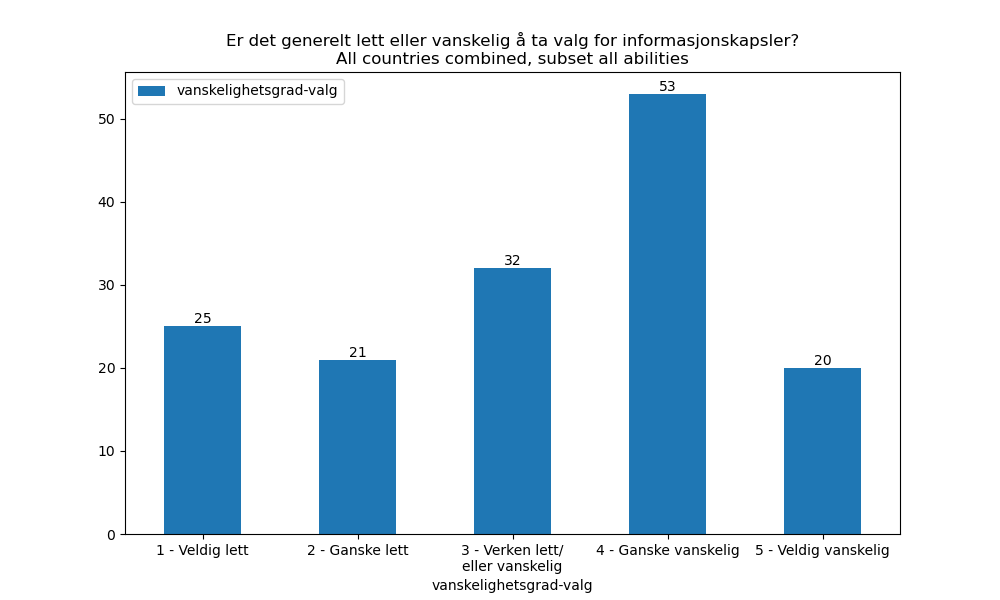 Er det generelt lett eller vanskelig å ta valg for informasjonskapsler?
All countries combined, subset all abilities
vanskelighetsgrad-valg
53
50
40
32
30
25
21
20
20
10
0
1 - Veldig lett
2 - Ganske lett
3 - Verken lett/
eller vanskelig
4 - Ganske vanskelig
5 - Veldig vanskelig
vanskelighetsgrad-valg